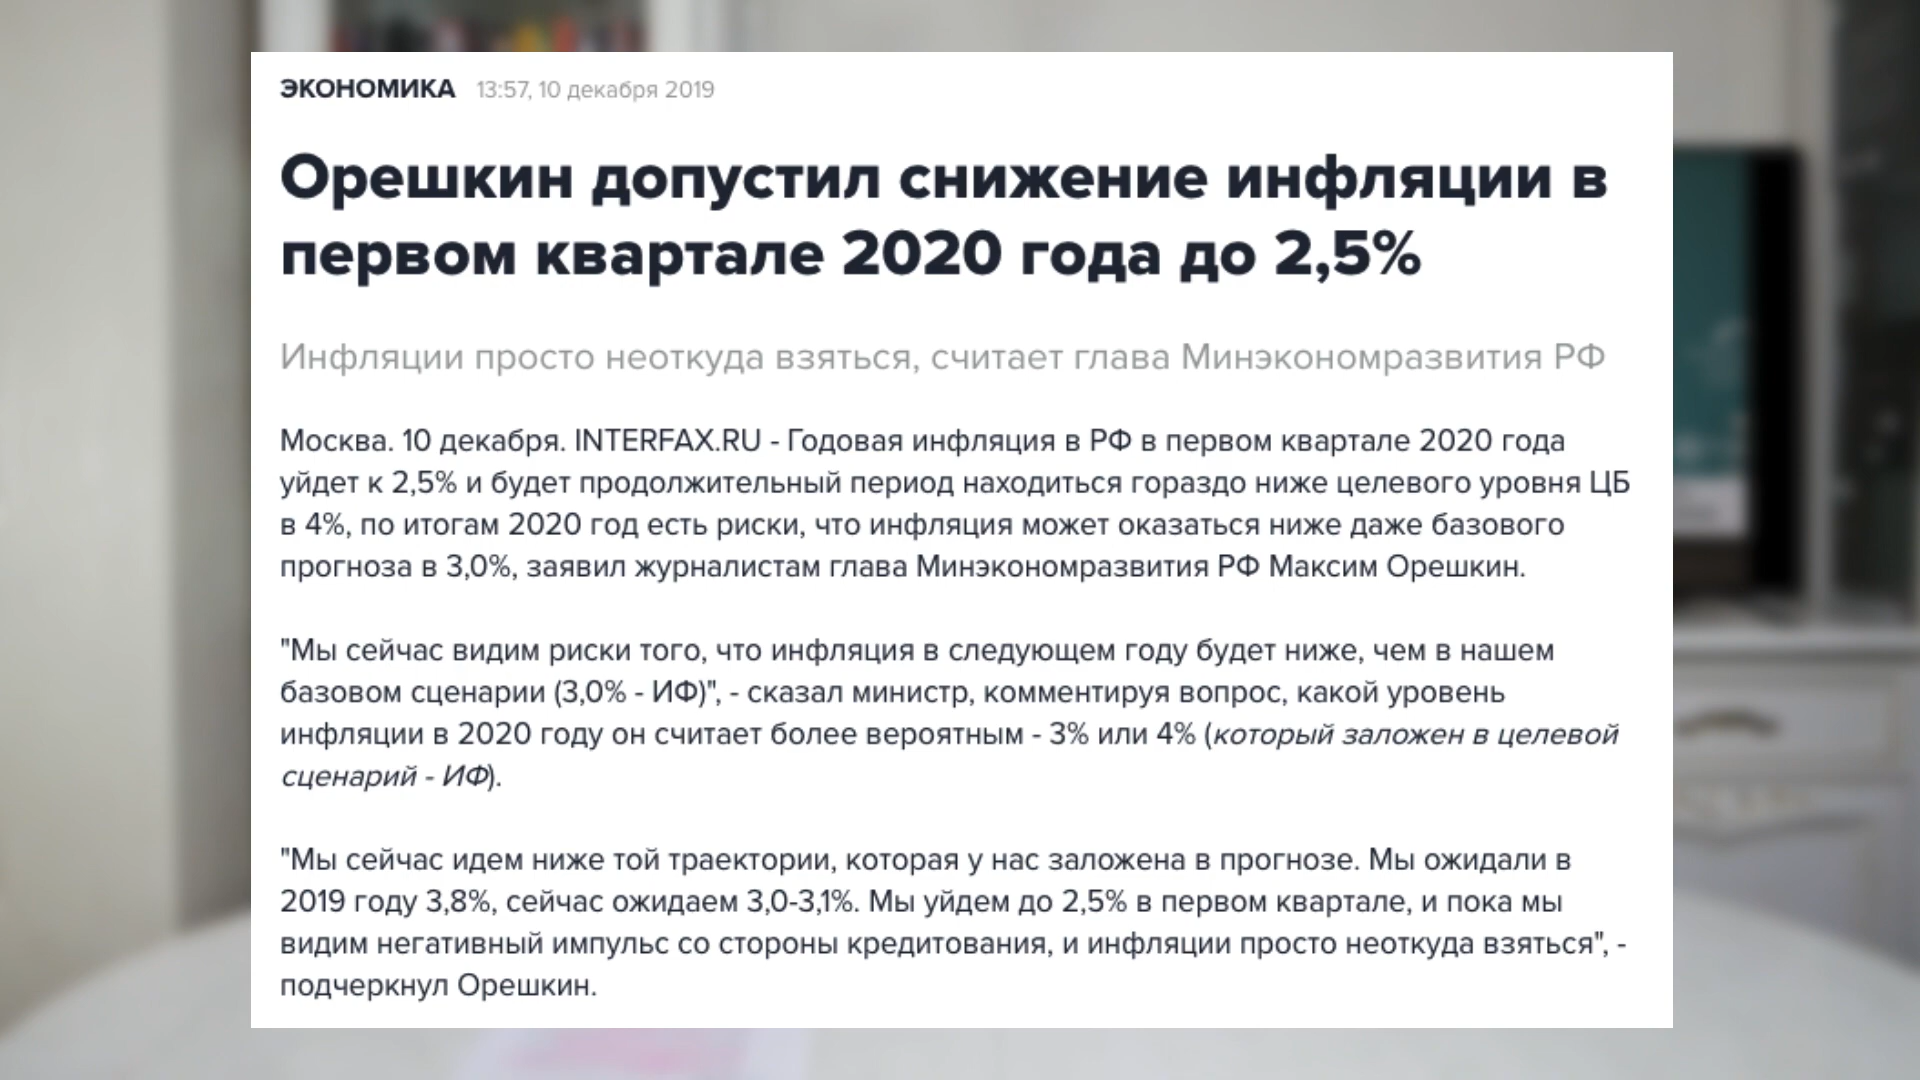 ЭКОНОМИКА 13:57, 10 декабря 2019
Орешкин допустил снижение инфляции в
первом квартале 2020 года до 2,5%
Инфляции просто неоткуда взяться, считает глава Минэкономразвития РФ
Москва. 10 декабря. INTERFAX.RU - Годовая инфляция в РФ в первом квартале 2020 года
уйдет к 2,5% и будет продолжительный период находиться гораздо ниже целевого уровня ЦБ
в 4%, по итогам 2020 год есть риски, что инфляция может оказаться ниже даже базового
прогноза в 3,0%, заявил журналистам глава Минэкономразвития РФ Максим Орешкин.
"Мы сейчас видим риски того, что инфляция в следующем году будет ниже, чем в нашем
базовом сценарии (3,0% - ИФ)", - сказал министр, комментируя вопрос, какой уровень
инфляции в 2020 году он считает более вероятным - 3% или 4% (который заложен в целевой
сценарий - ИФ).
"Мы сейчас идем ниже той траектории, которая у нас заложена в прогнозе. Мы ожидали в
2019 году 3,8%, сейчас ожидаем 3,0-3,1%. Мы уйдем до 2,5% в первом квартале, и пока мы
видим негативный импульс со стороны кредитования, и инфляции просто неоткуда взяться", -
подчеркнул Орешкин.